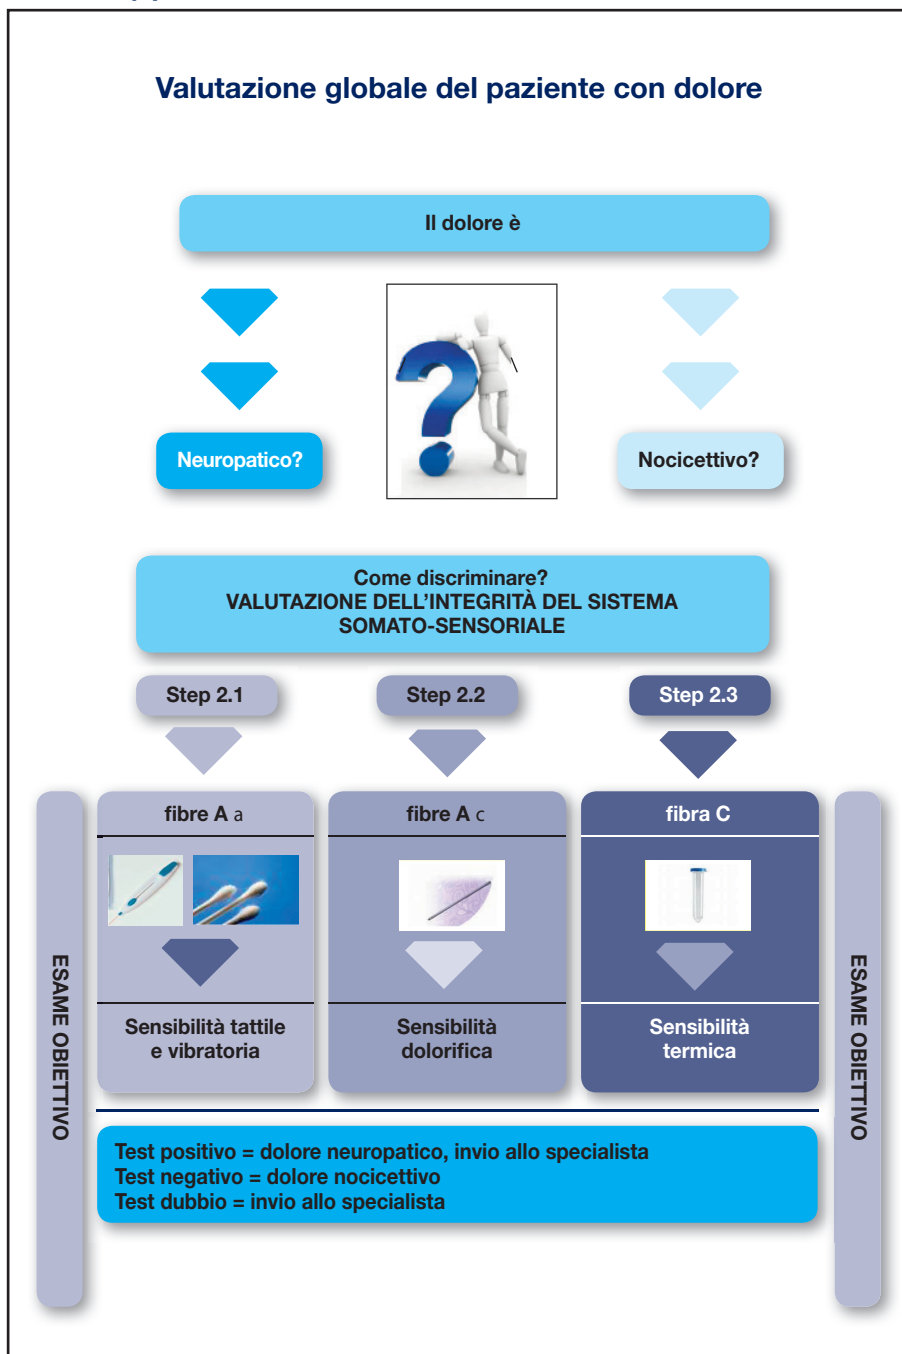 Valutazione globale del paziente con dolore
Il dolore è
Neuropatico?
Nocicettivo?
Come discriminare?
VALUTAZIONE DELL'INTEGRITÀ DEL SISTEMA
SOMATO-SENSORIALE
Step 2.1
Step 2.2
Step 2.3
ESAME OBIETTIVO
fibre A a
fibre A c
fibra C
Sensibilità tattile
e vibratoria
Sensibilità
dolorifica
Sensibilità
termica
ESAME OBIETTIVO
Test positivo = dolore neuropatico, invio allo specialista
Test negativo = dolore nocicettivo
Test dubbio = invio allo specialista